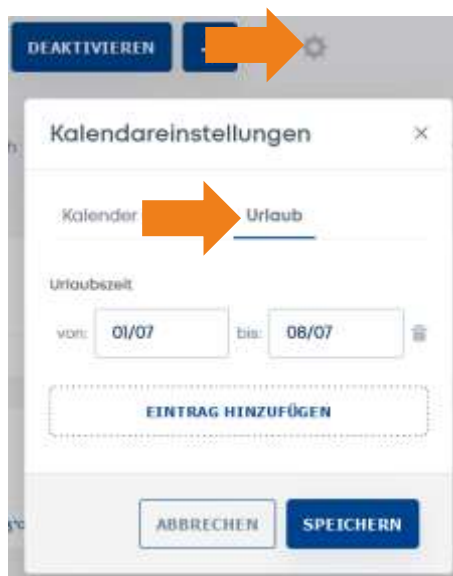 DEAKTIVIEREN
Kalendareinstellungen ×
Kalender Urlaub
Urlaubszeit
von: 01/07 bis: 08/07
EINTRAG HINZUFÜGEN
ABBRECHEN SPEICHERN